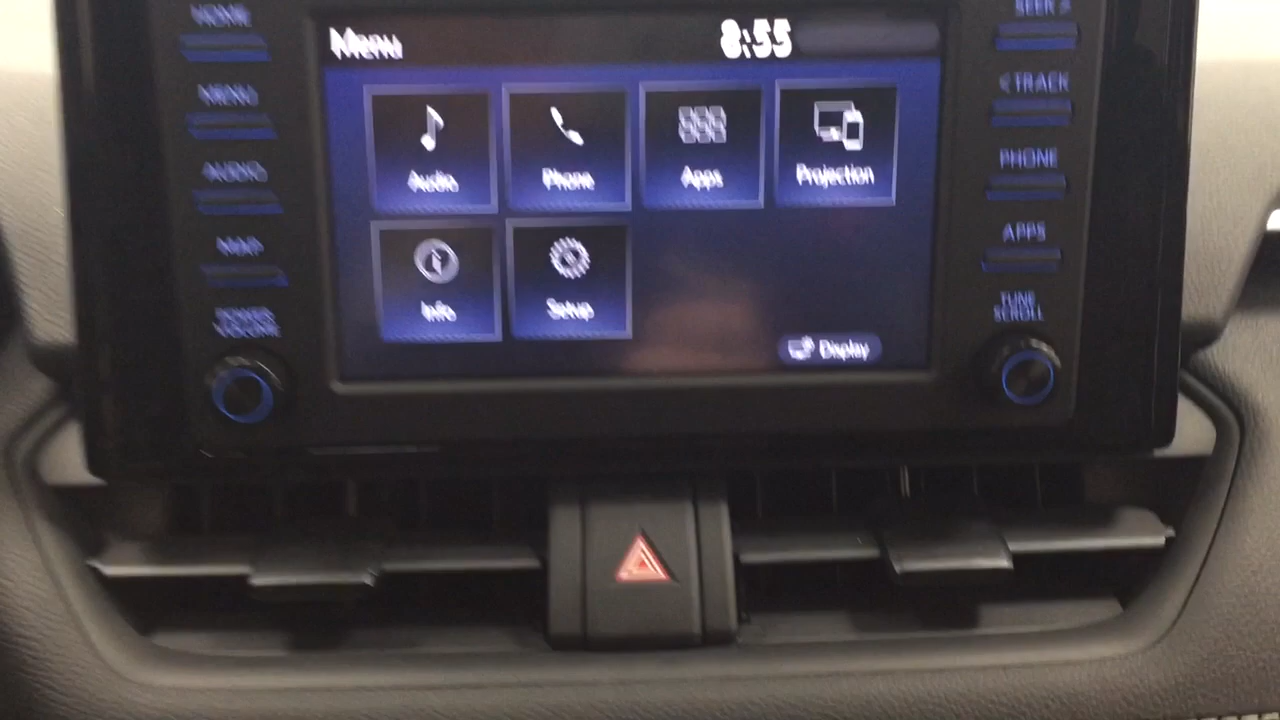 HOME
MENU
AUDIO
MAP
POWER
VOLUME
Menu
8:55
Audio
Phone
Apps
Projection
Info
Setup
Display
SEEK >
< TRACK
PHONE
APPS
TUNE
SCROLL